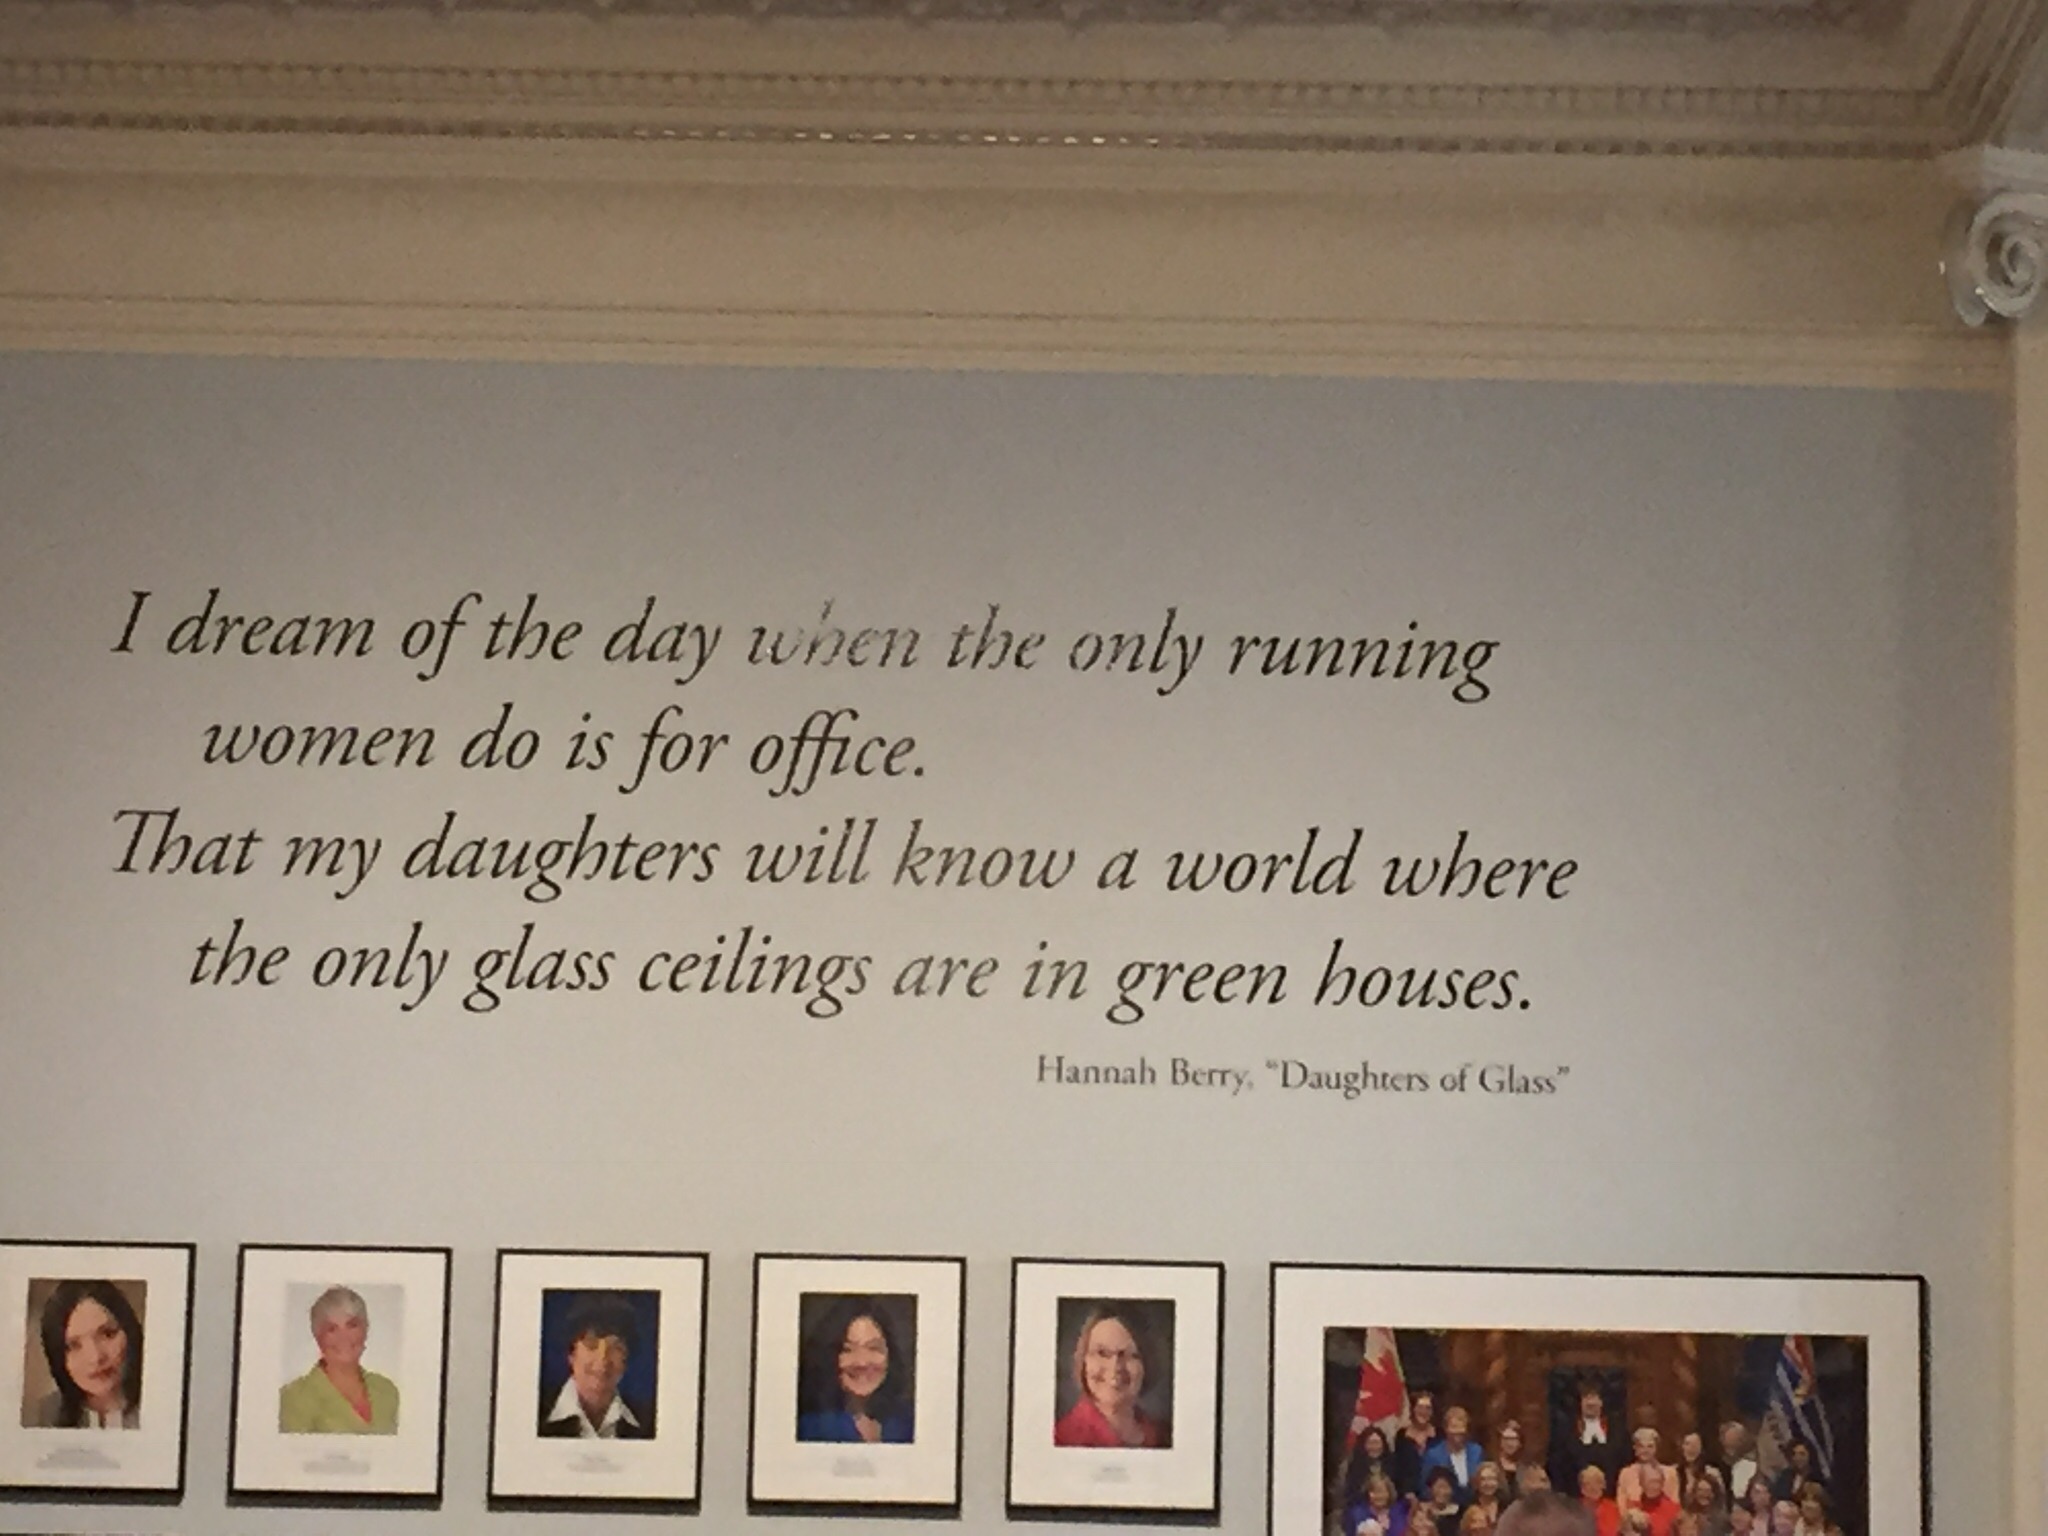 I dream of the day when the only running
women do is for office.
That my daughters will know a world where
the only glass ceilings are in green houses.
Hannah Berry, "Daughters of Glass"